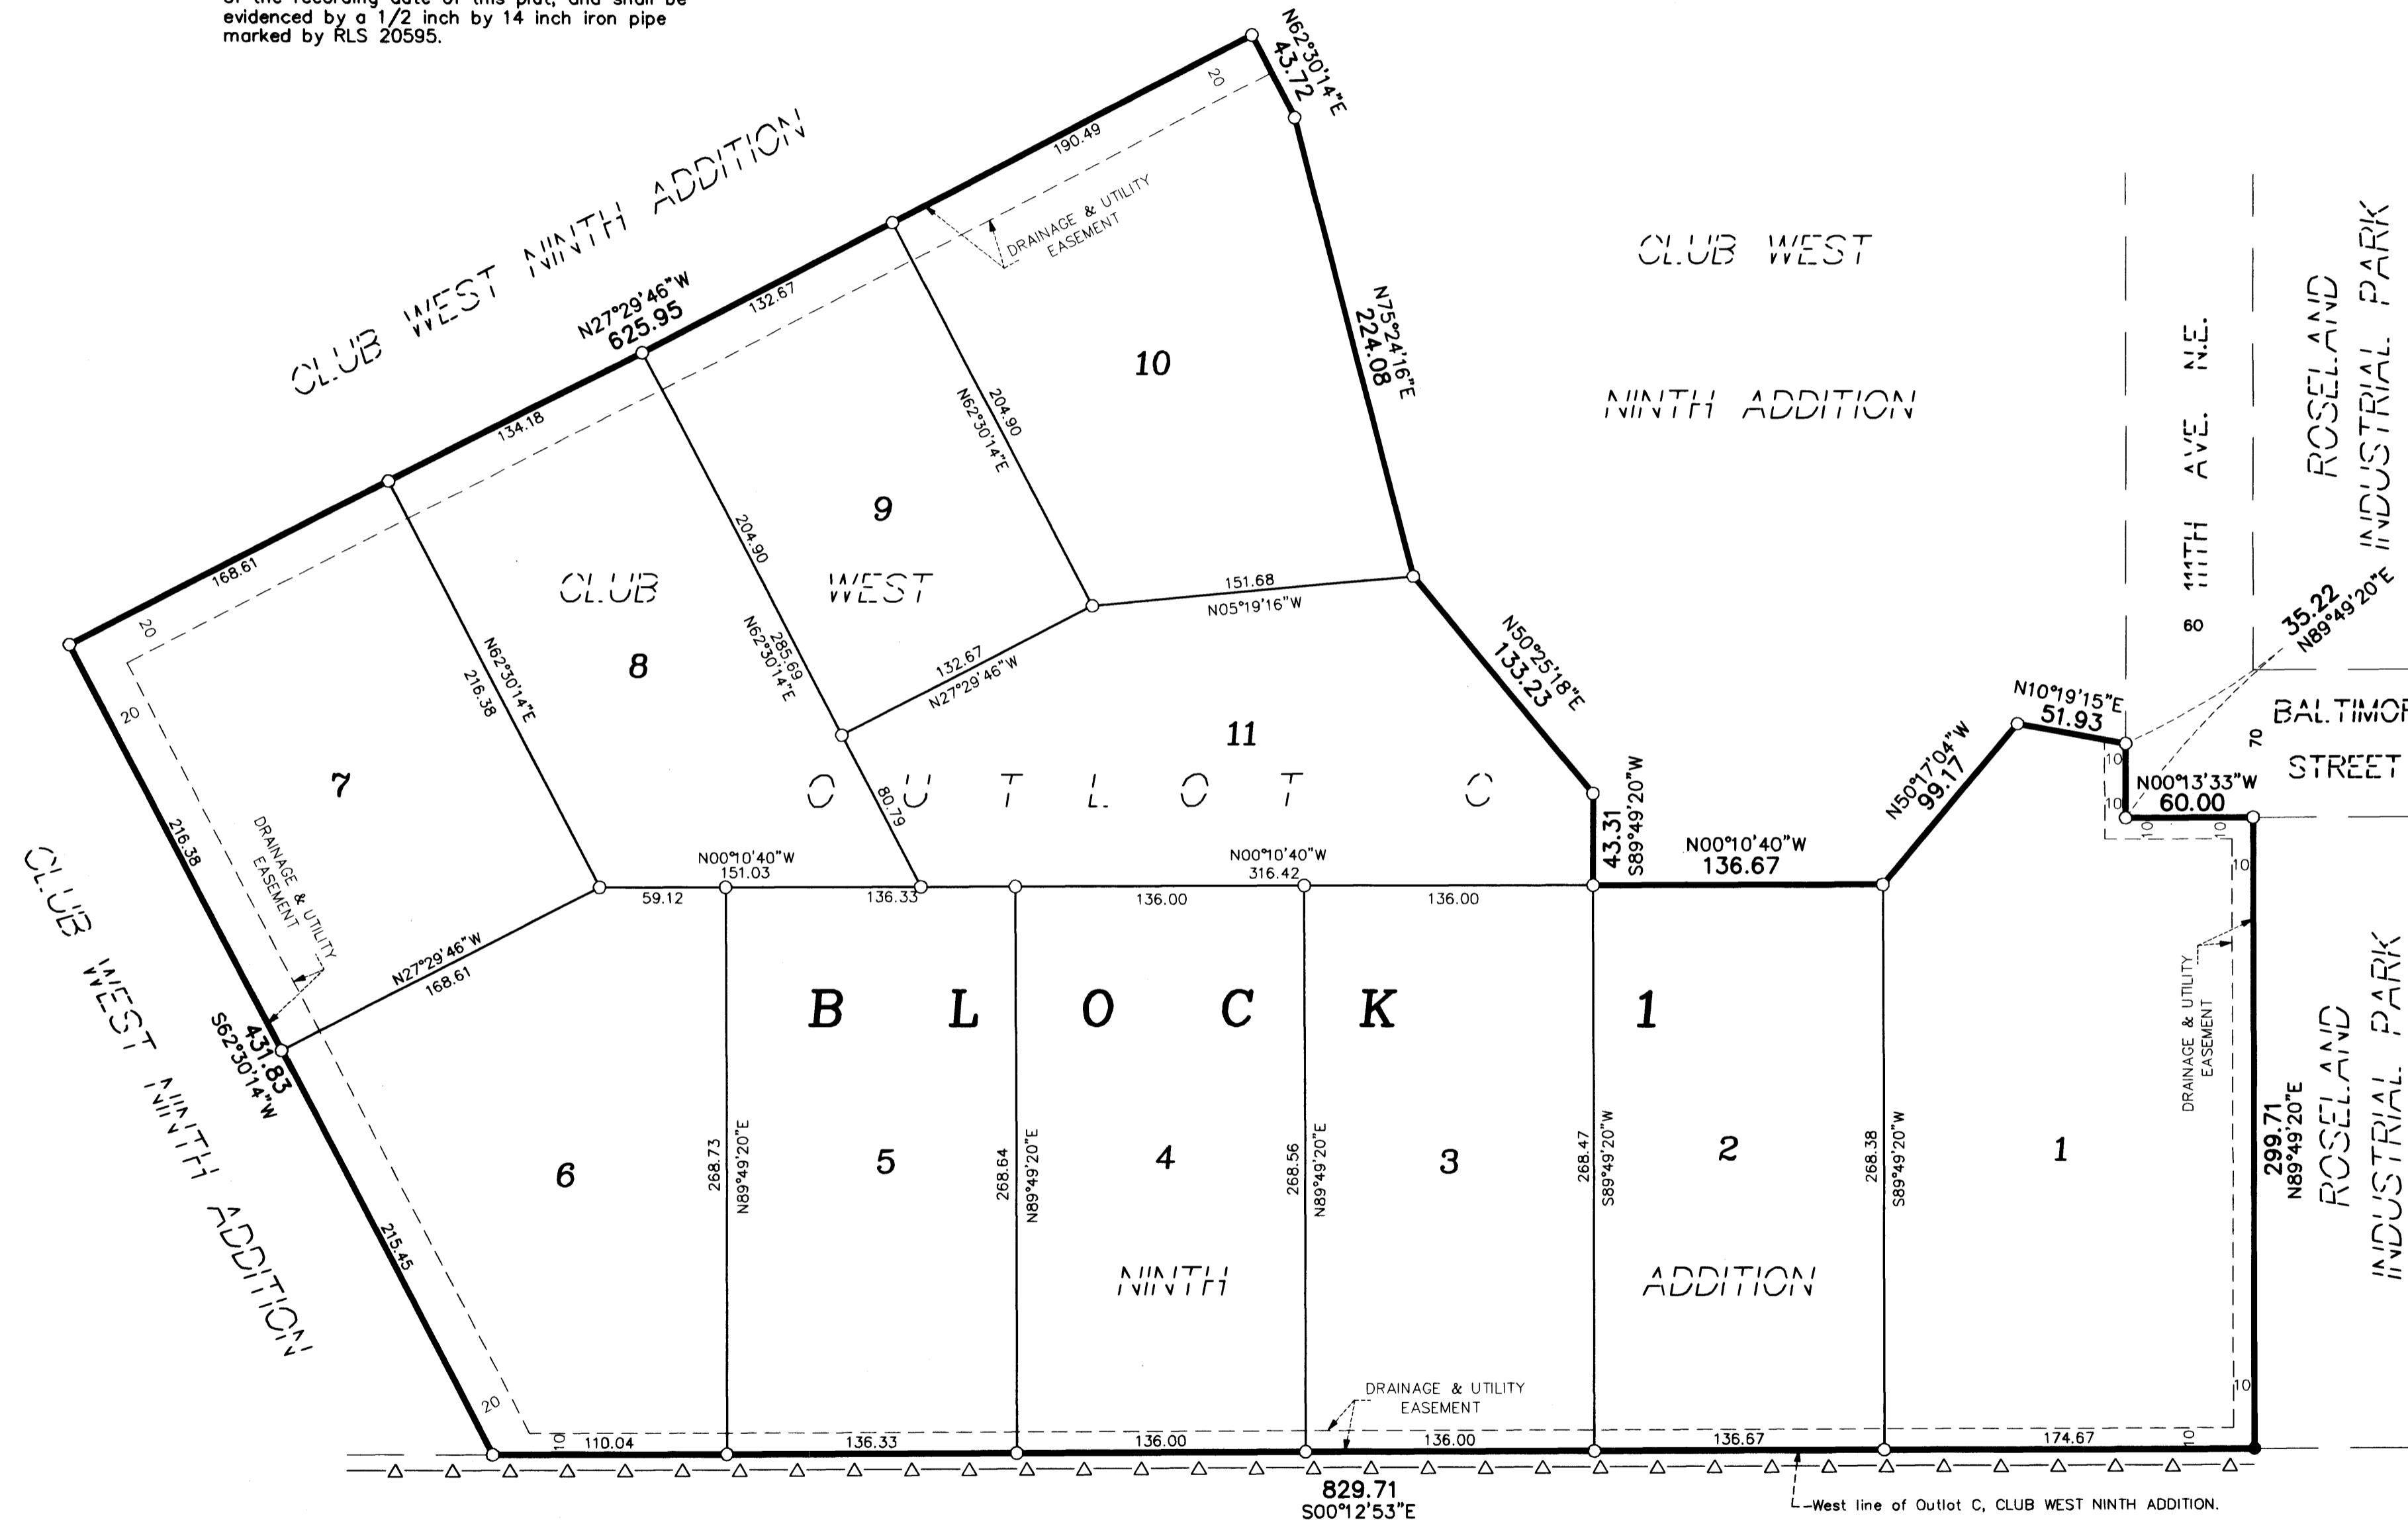 evidenced by a 1/2 inch by 14 inch iron pipe
marked by RLS 20595.
N62°30'14"E
43.72
20
190.49
DRAINAGE & UTILITY
EASEMENT
CLUB WEST NINTH ADDITION
N27°29'46"W
625.95
132.67
134.18
168.61
20
20
10
204.90
N62°30'14"E
N75°24'16"E
224.08
CLUB WEST
NINTH ADDITION
111TH AVE. N.E.
60
ROSELAND
INDUSTRIAL PARK
9
204.90
CLUB WEST
8
285.69
N62°30'14"E
N62°30'14"E
216.38
151.68
N05°19'16"W
132.67
N27°29'46"W
11
7
OUTLOT C
80.79
N50°25'18"E
133.23
43.31
S89°49'20"W
N00°10'40"W
136.67
N50°17'04"W
99.17
N10°19'15"E
51.93
35.22
N89°49'20"E
10
10
N00°13'33"W
60.00
10
10
10
70
BALTIMOR
STREET
216.38
DRAINAGE & UTILITY
EASEMENT
CLUB WEST NINTH ADDITION
431.83
S62°30'14"W
N27°29'46"W
168.61
N00°10'40"W
151.03
59.12
136.33
N00°10'40"W
316.42
136.00
136.00
BLOCK 1
6
268.73
N89°49'20"E
5
268.64
N89°49'20"E
4
268.56
N89°49'20"E
3
268.47
S89°49'20"W
2
268.38
S89°49'20"W
1
DRAINAGE & UTILITY
EASEMENT
299.71
N89°49'20"E
ROSELAND
INDUSTRIAL PARK
215.45
NINTH ADDITION
20
10
DRAINAGE & UTILITY
EASEMENT
10
10
110.04
136.33
136.00
136.00
136.67
174.67
829.71
S00°12'53"E
West line of Outlot C, CLUB WEST NINTH ADDITION.